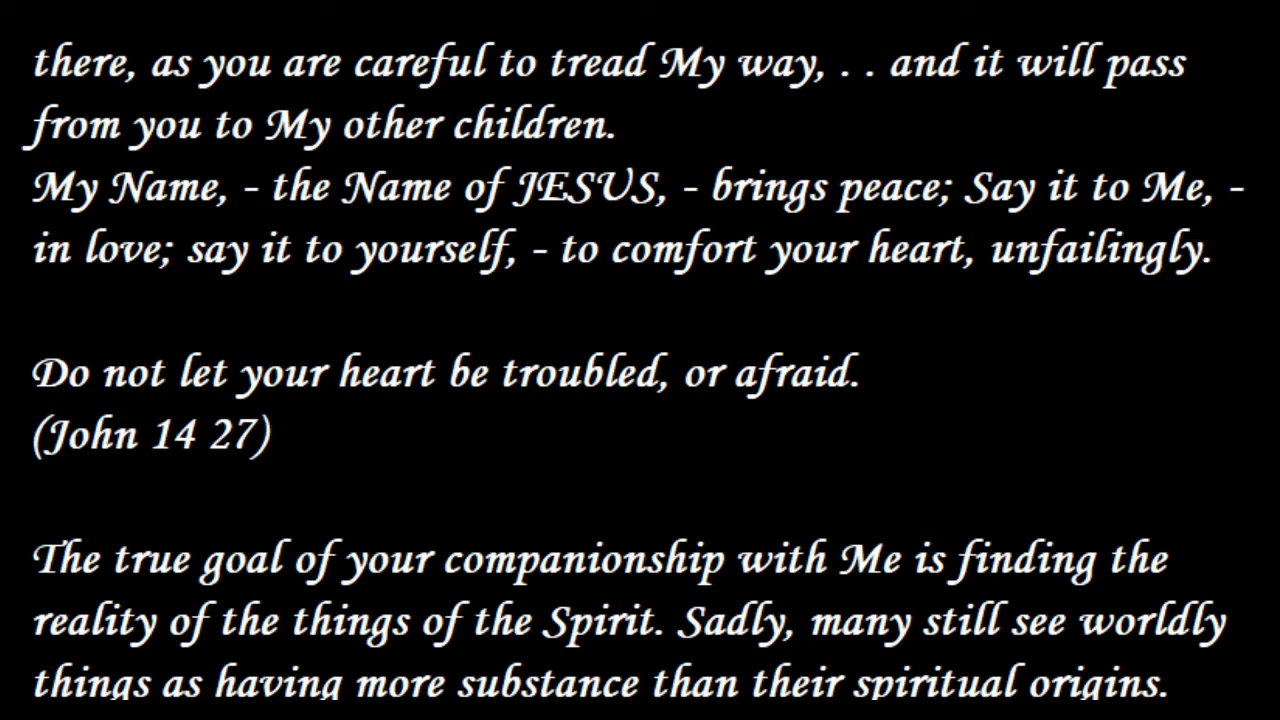 there, as you are careful to tread My way, . . and it will pass
from you to My other children.
My Name, - the Name of JESUS, - brings peace; Say it to Me, -
in love; say it to yourself, - to comfort your heart, unfailingly.
Do not let your heart be troubled, or afraid.
(John 14 27)
The true goal of your companionship with Me is finding the
reality of the things of the Spirit. Sadly, many still see worldly
things as having more substance than their spiritual origins.